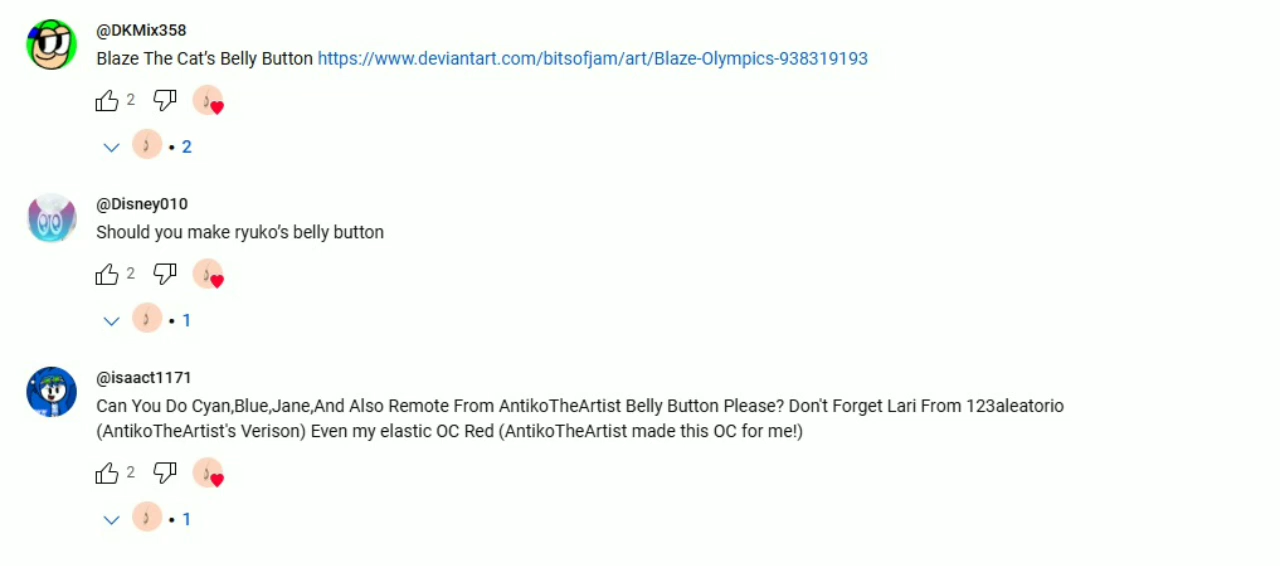 @DKMix358
Blaze The Cat's Belly Button https://www.deviantart.com/bitsofjam/art/Blaze-Olympics-938319193
2
• 2
@Disney010
Should you make ryuko's belly button
2
• 1
@isaact1171
Can You Do Cyan,Blue,Jane,And Also Remote From AntikoTheArtist Belly Button Please? Don't Forget Lari From 123aleatorio
(AntikoTheArtist's Verison) Even my elastic OC Red (AntikoTheArtist made this OC for me!)
2
• 1